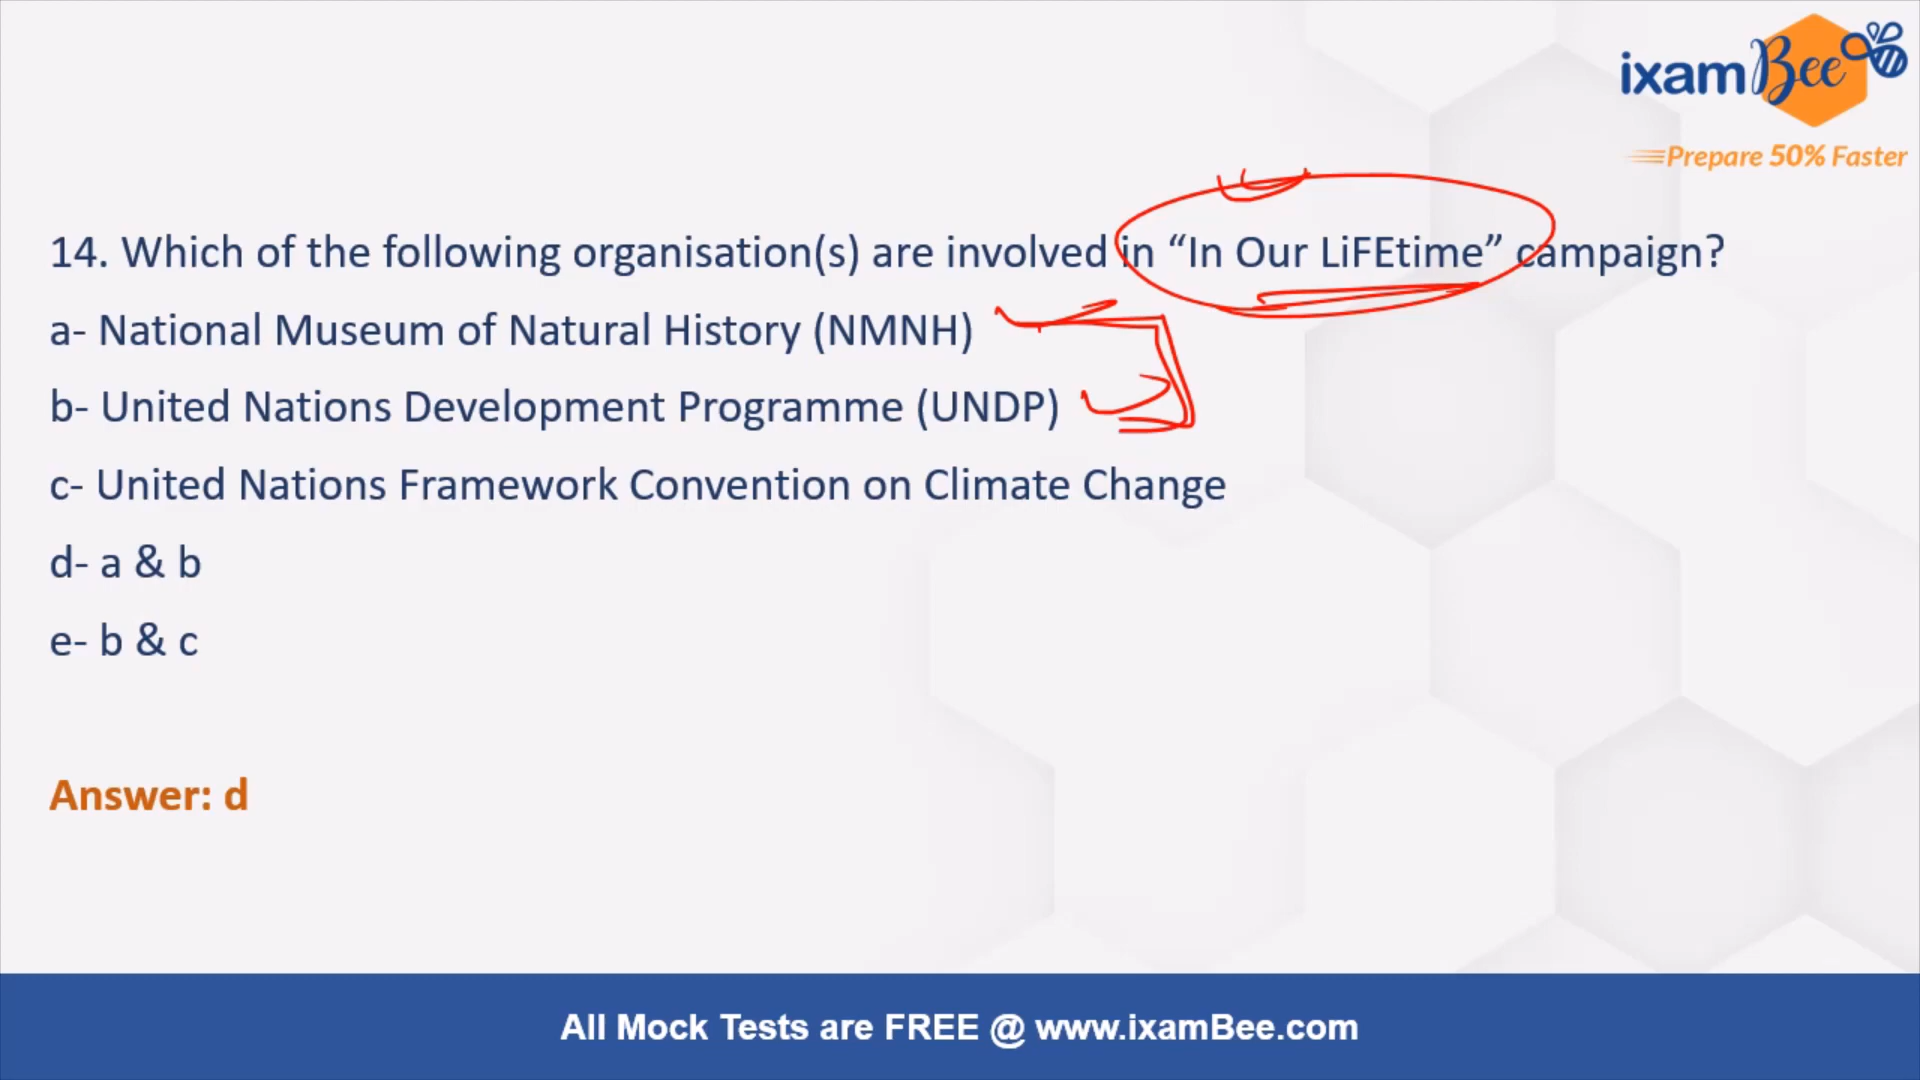 ixamBee
Prepare 50% Faster
14. Which of the following organisation(s) are involved in “In Our LiFEtime” campaign?
a- National Museum of Natural History (NMNH)
b- United Nations Development Programme (UNDP)
c- United Nations Framework Convention on Climate Change
d- a & b
e- b & c
Answer: d
All Mock Tests are FREE @ www.ixamBee.com